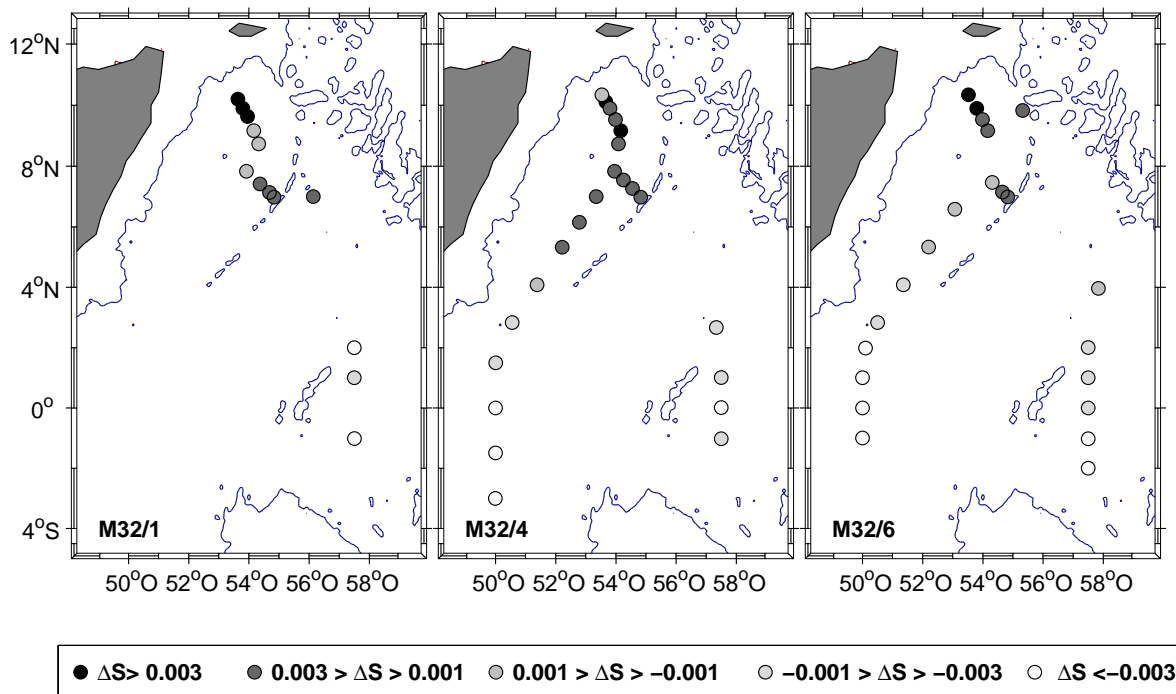 12°N
8°N
4°N
0°
4°S
M32/1
M32/4
M32/6
50°O 52°O 54°O 56°O 58°O
50°O 52°O 54°O 56°O 58°O
50°O 52°O 54°O 56°O 58°O
ΔS> 0.003
0.003 > ΔS > 0.001
0.001 > ΔS > −0.001
−0.001 > ΔS > −0.003
ΔS <−0.003